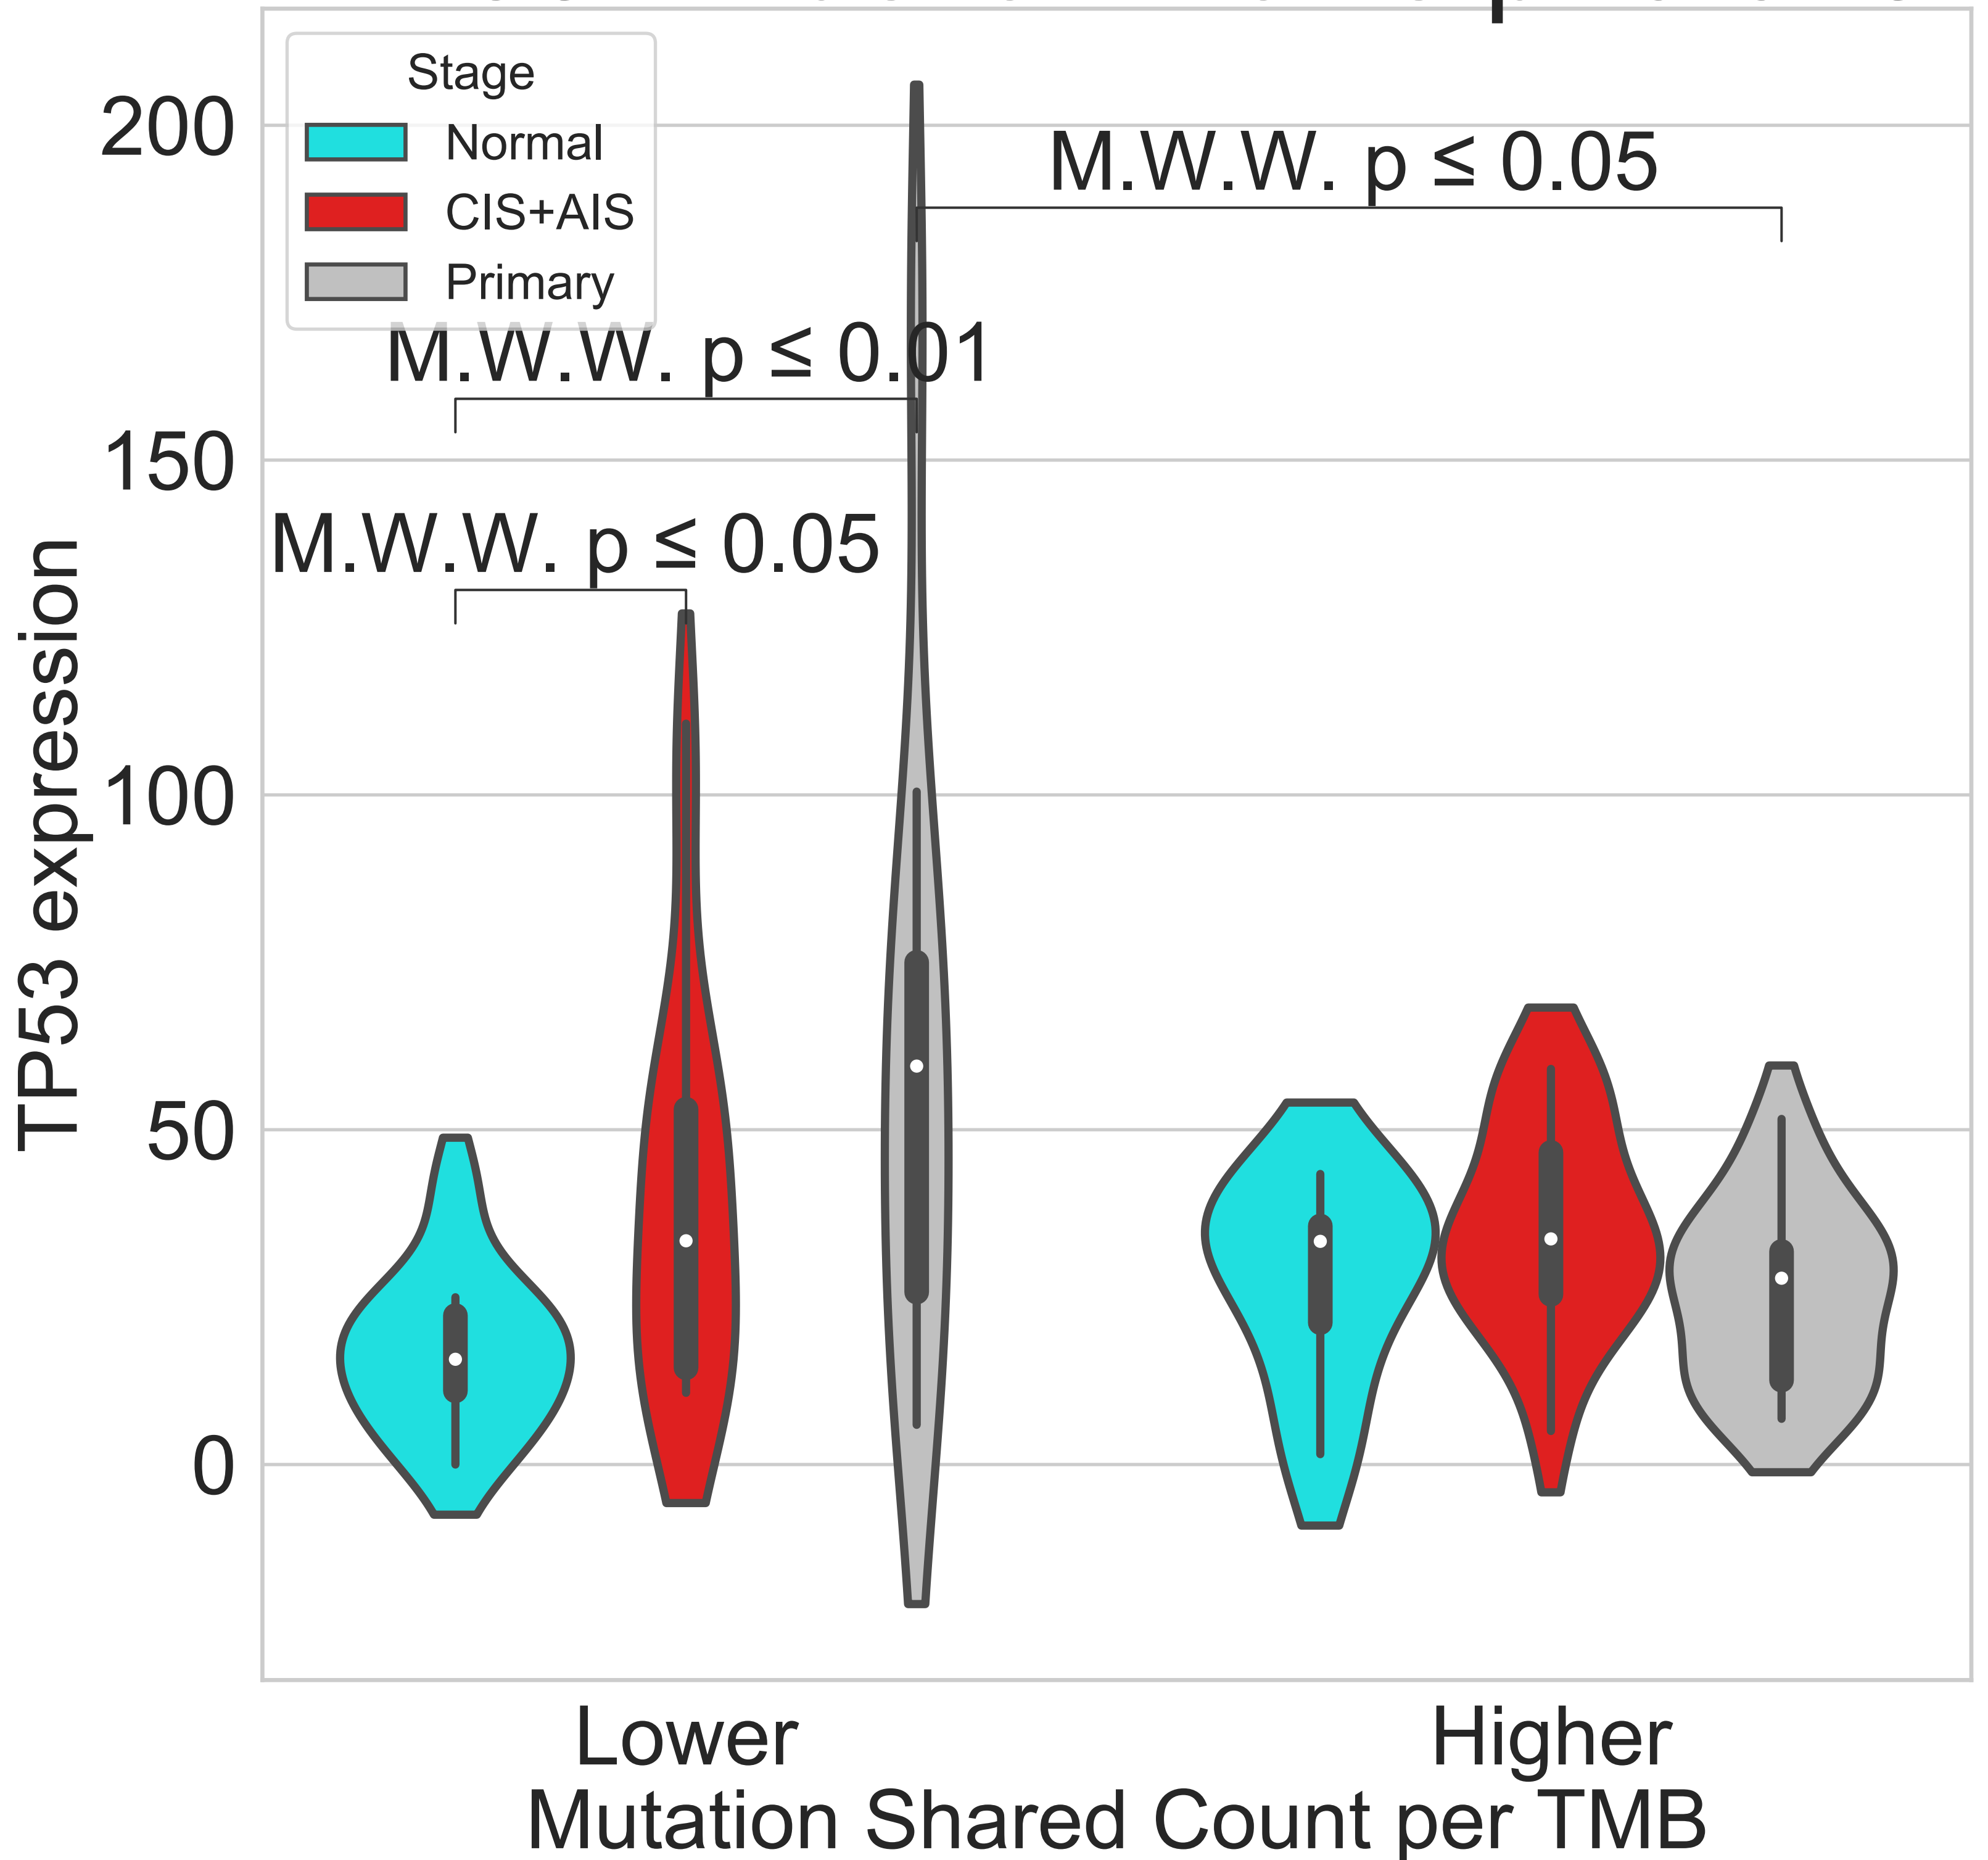 Stage
Normal
CIS+AIS
Primary
200
150
100
50
0
M.W.W. p ≤ 0.05
M.W.W. p ≤ 0.01
M.W.W. p ≤ 0.05
TP53 expression
Lower
Higher
Mutation Shared Count per TMB